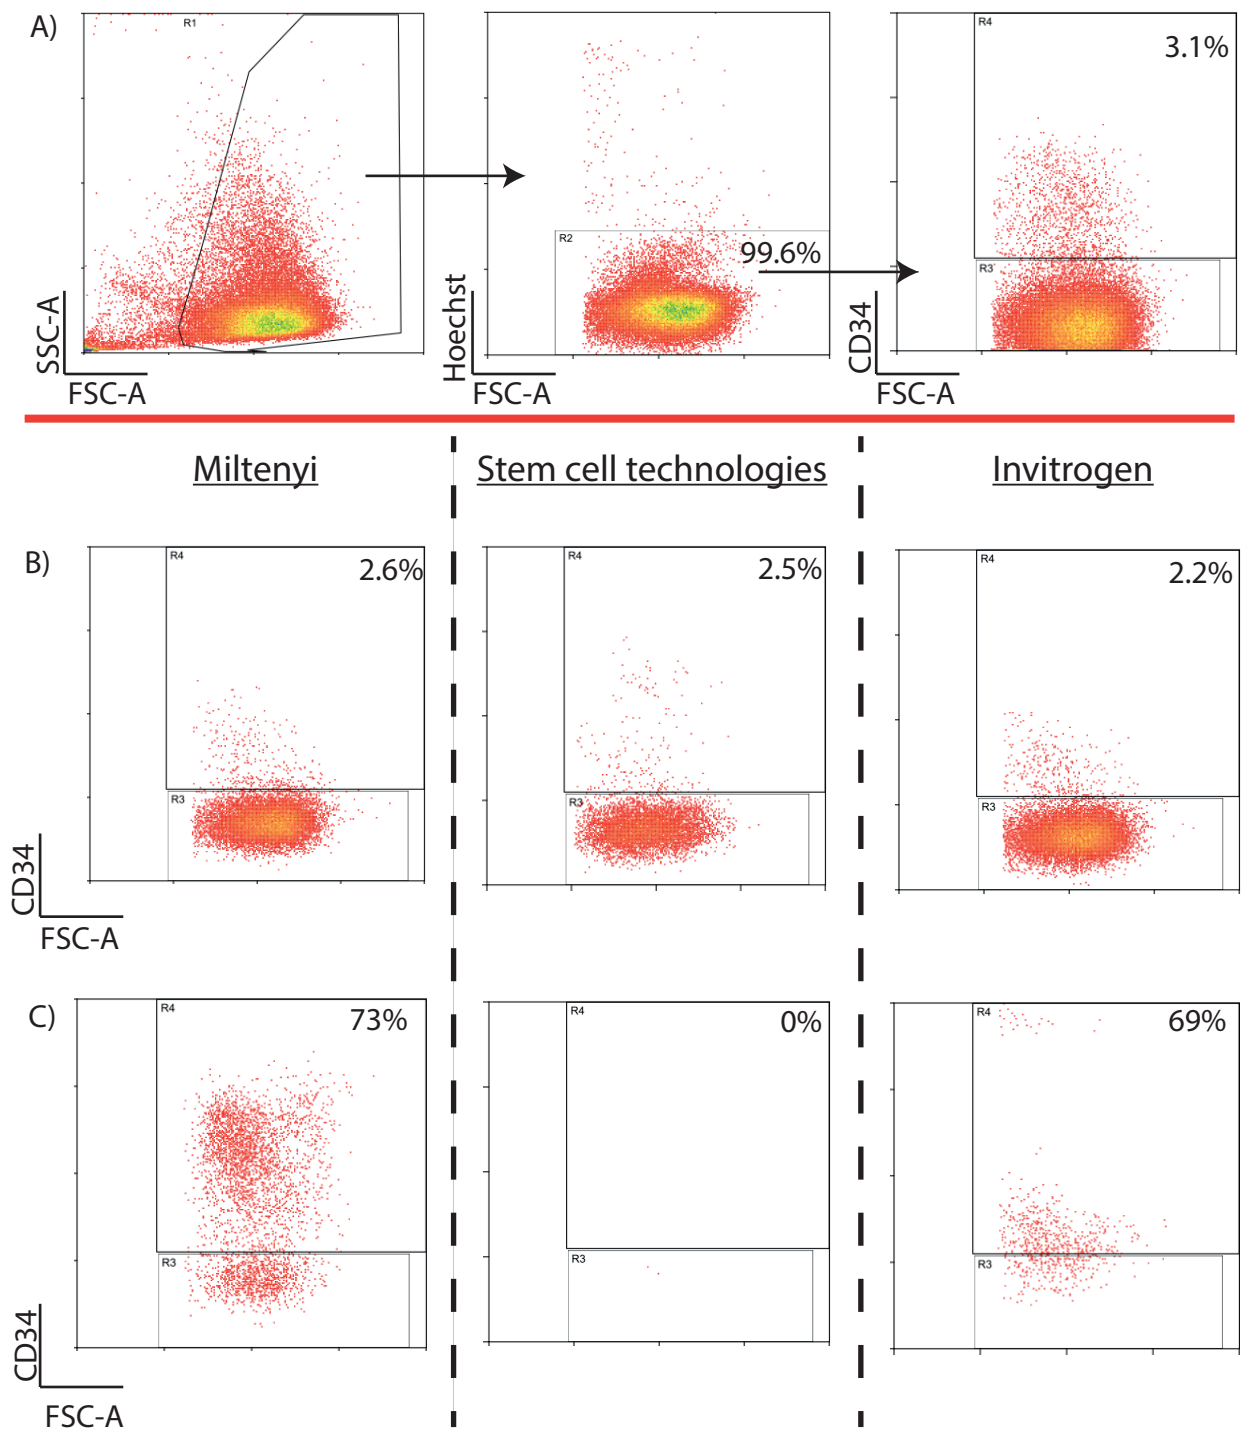 A)
R1
SSC-A
FSC-A
R2
99.6%
Hoechst
FSC-A
R4
3.1%
R3
CD34
FSC-A
Miltenyi
Stem cell technologies
Invitrogen
B)
R4
2.6%
R3
CD34
FSC-A
R4
2.5%
R3
R4
2.2%
R3
C)
R4
73%
R3
CD34
FSC-A
R4
0%
R3
R4
69%
R3